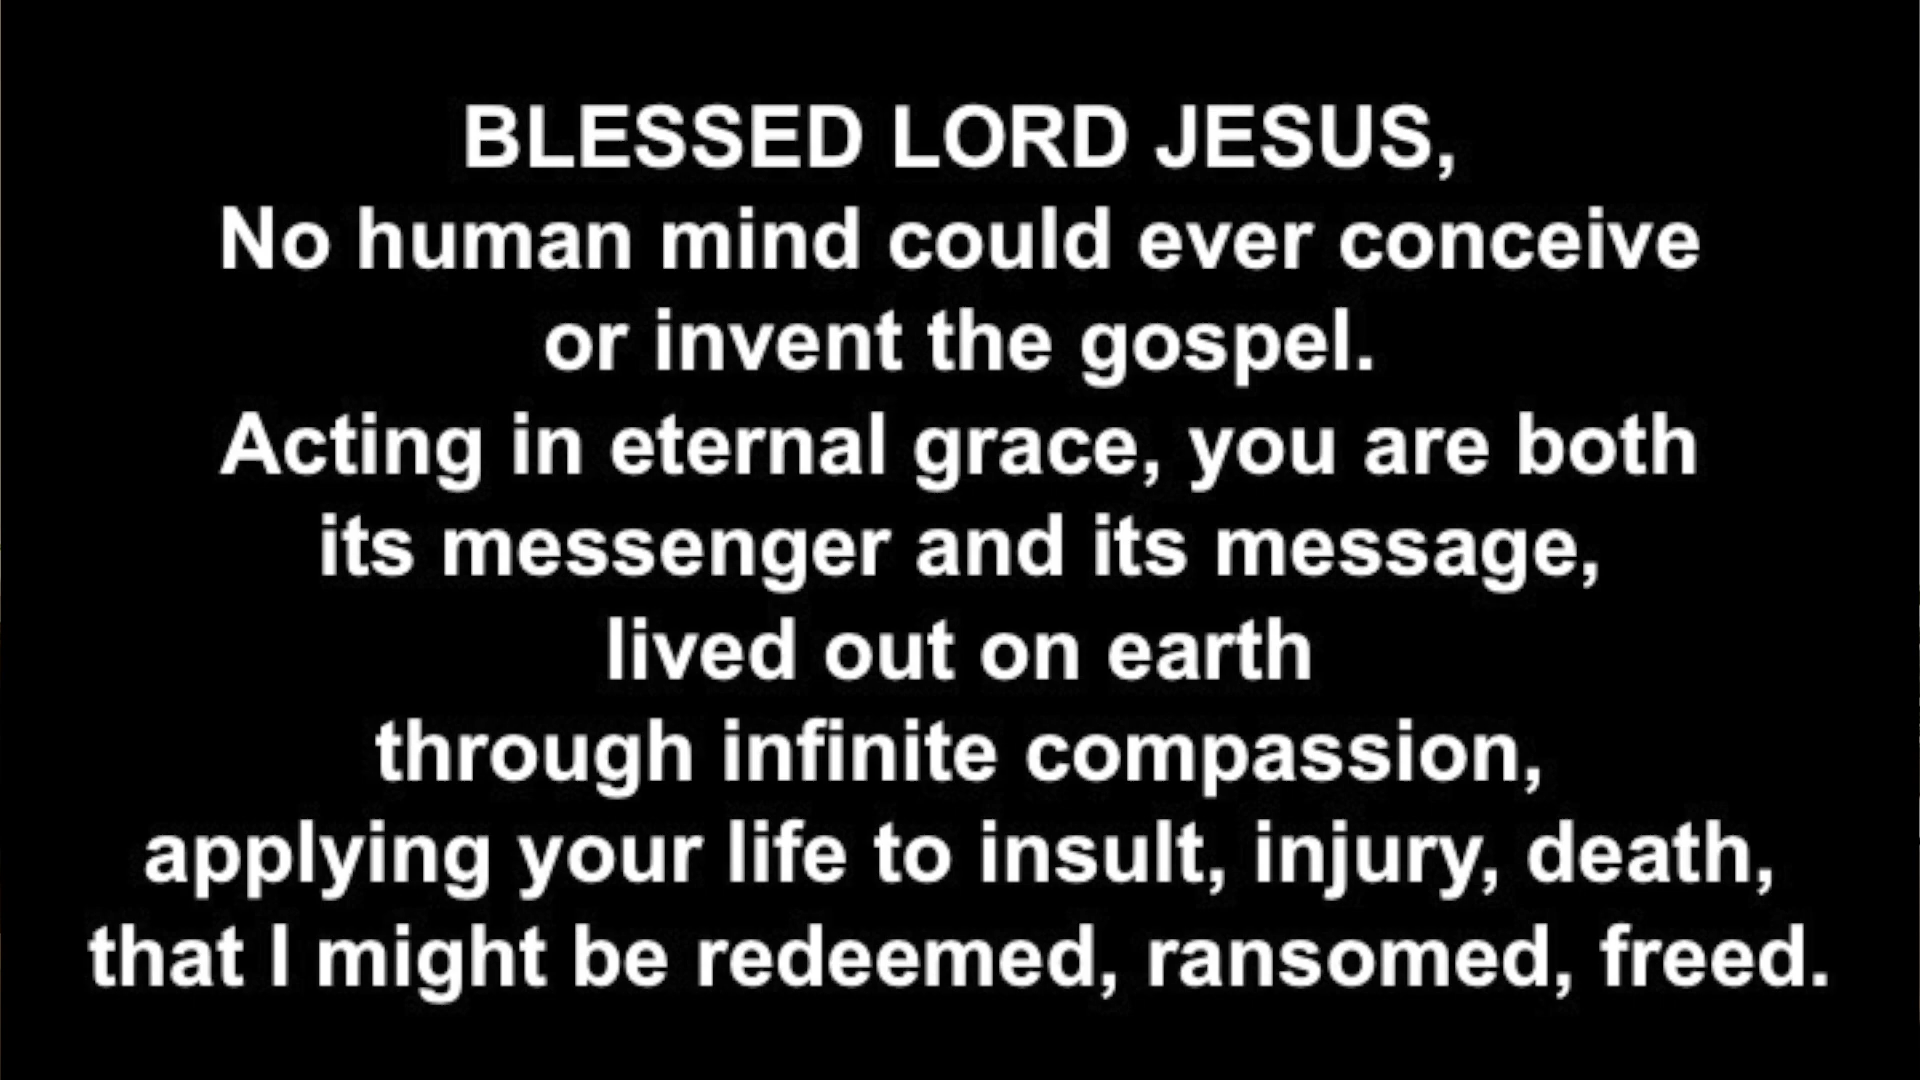 BLESSED LORD JESUS,
No human mind could ever conceive
or invent the gospel.
Acting in eternal grace, you are both
its messenger and its message,
lived out on earth
through infinite compassion,
applying your life to insult, injury, death,
that I might be redeemed, ransomed, freed.